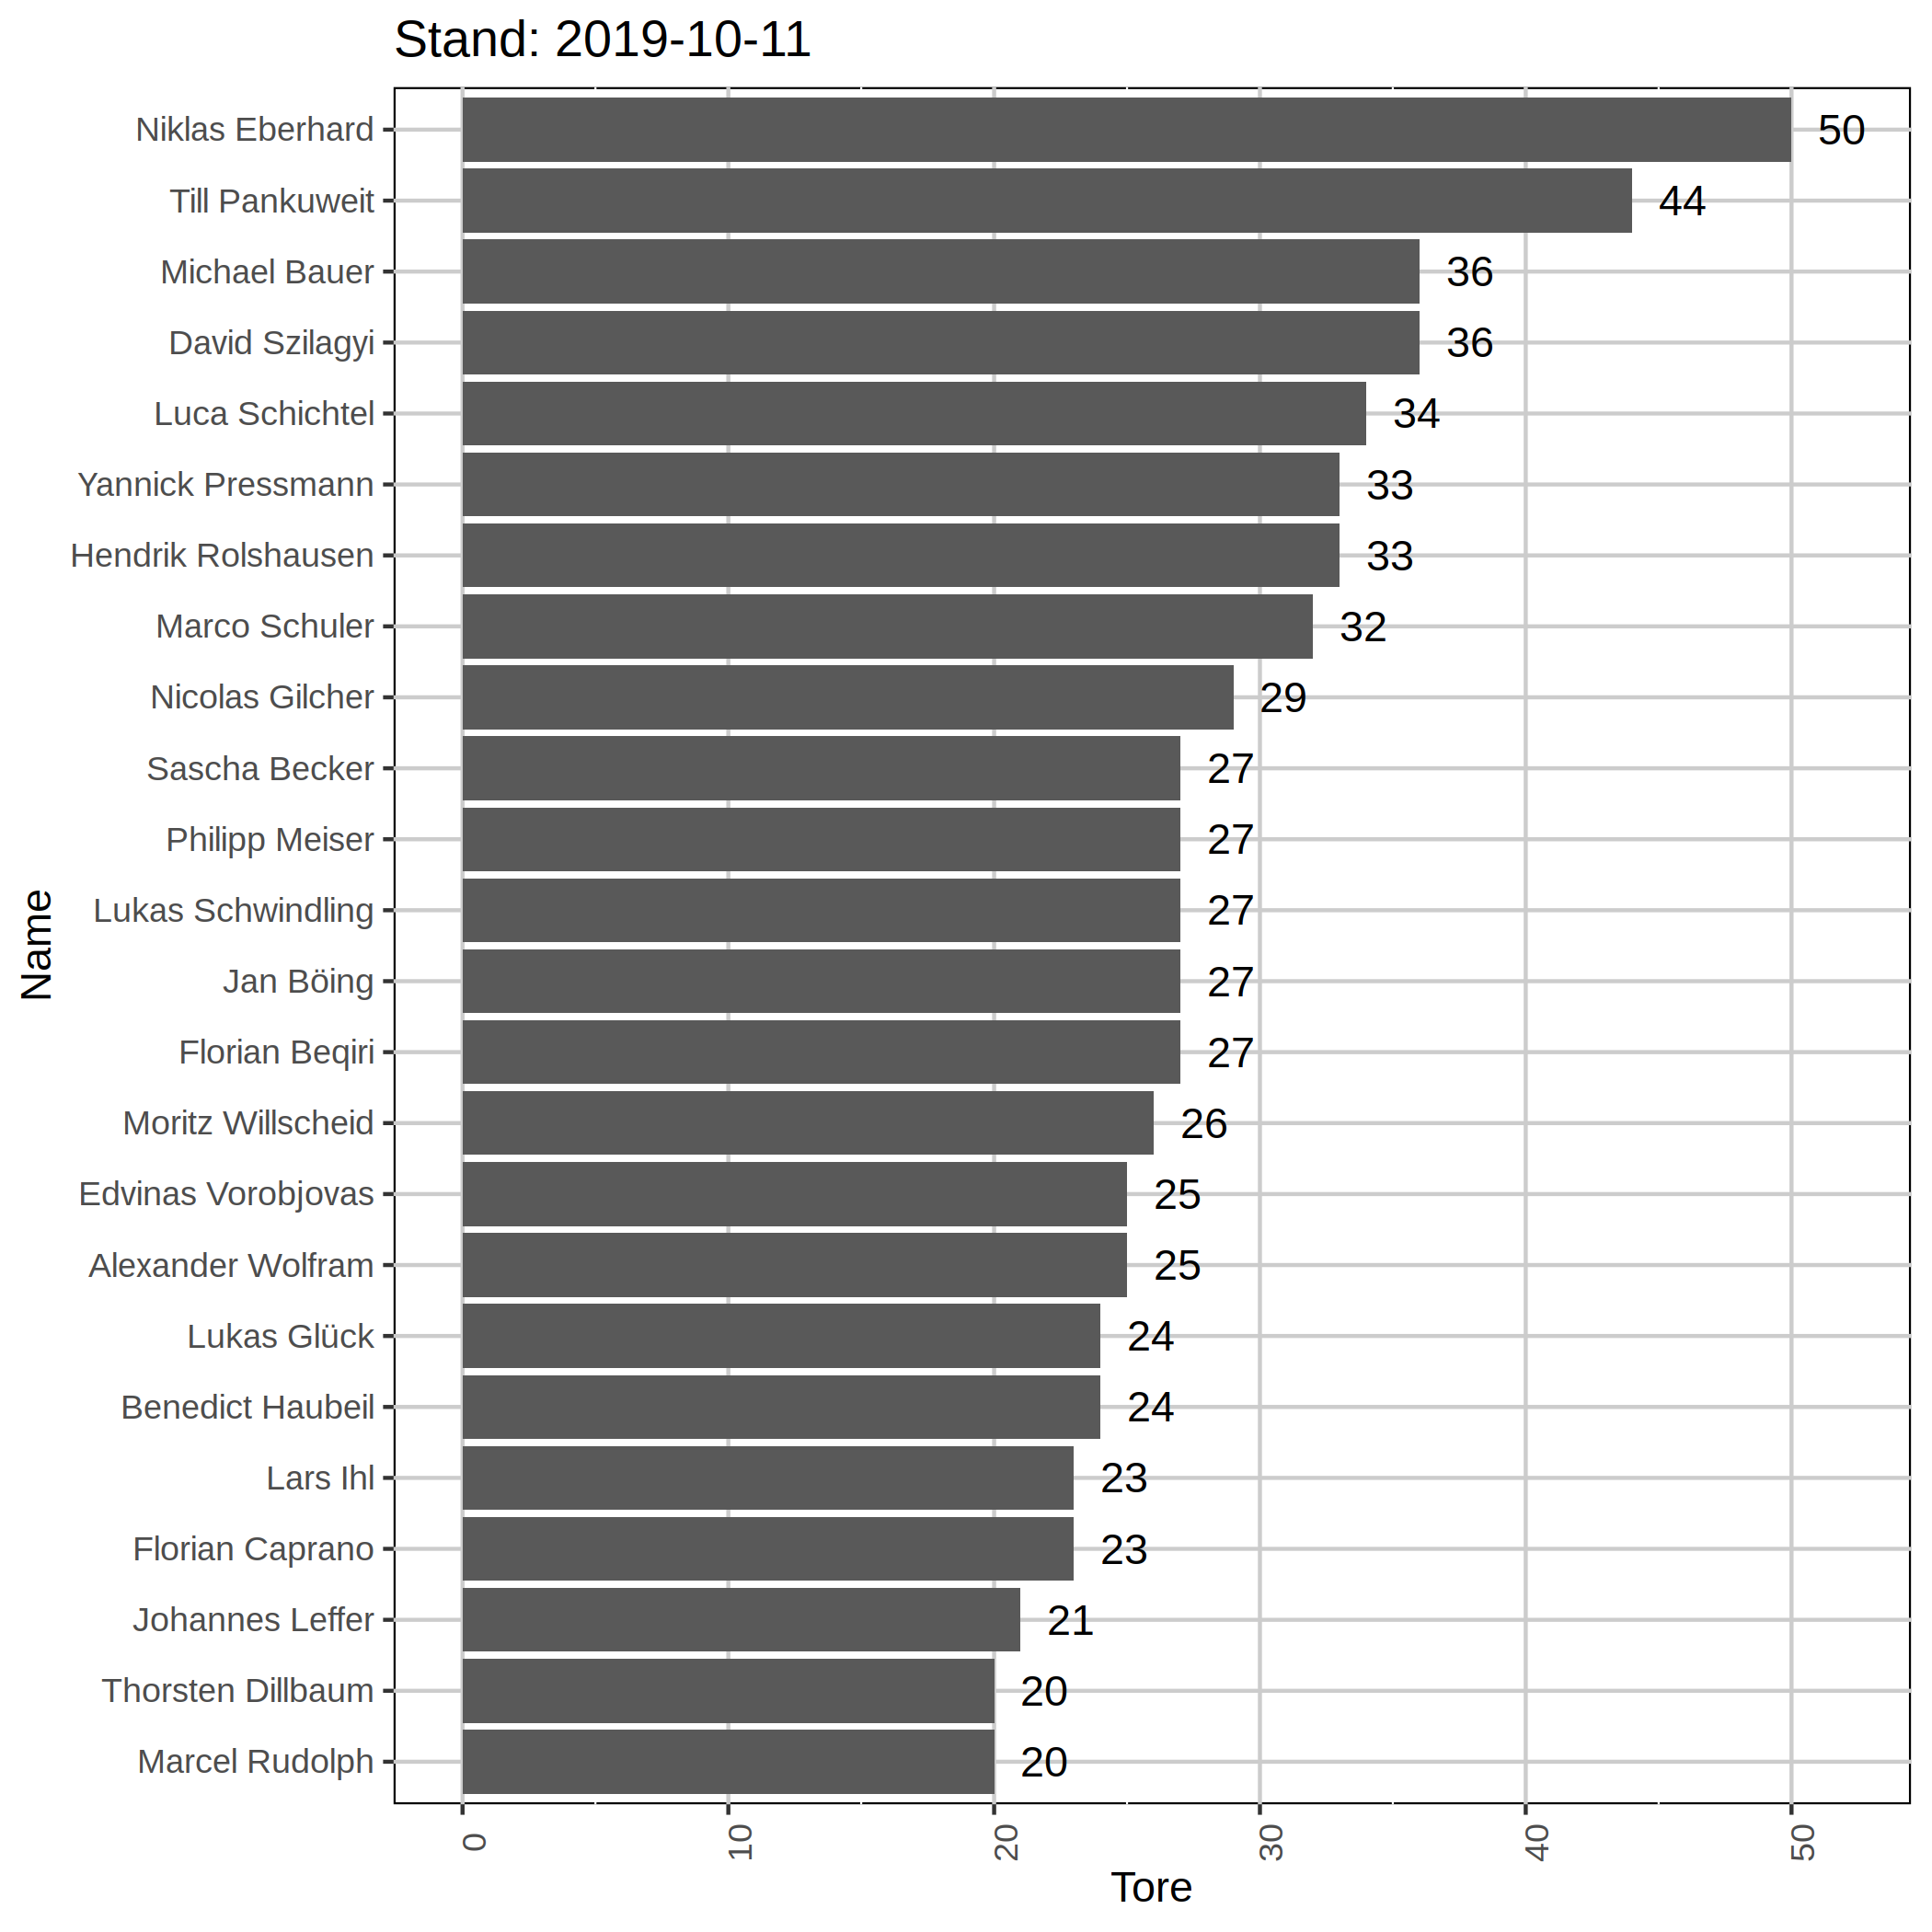 Stand: 2019-10-11
Niklas Eberhard 50
Till Pankuweit 44
Michael Bauer 36
David Szilagyi 36
Luca Schichtel 34
Yannick Pressmann 33
Hendrik Rolshausen 33
Marco Schuler 32
Nicolas Gilcher 29
Sascha Becker 27
Philipp Meiser 27
Lukas Schwindling 27
Jan Böing 27
Florian Beqiri 27
Moritz Willscheid 26
Edvinas Vorobjovas 25
Alexander Wolfram 25
Lukas Glück 24
Benedict Haubeil 24
Lars Ihl 23
Florian Caprano 23
Johannes Leffer 21
Thorsten Dillbaum 20
Marcel Rudolph 20
Name
0 10 20 30 40 50
Tore